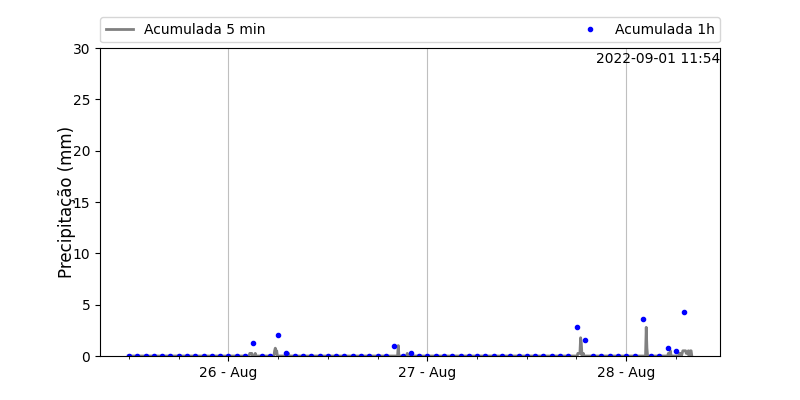 Acumulada 5 min
Acumulada 1h
2022-09-01 11:54
Precipitação (mm)
30
25
20
15
10
5
0
26 - Aug
27 - Aug
28 - Aug